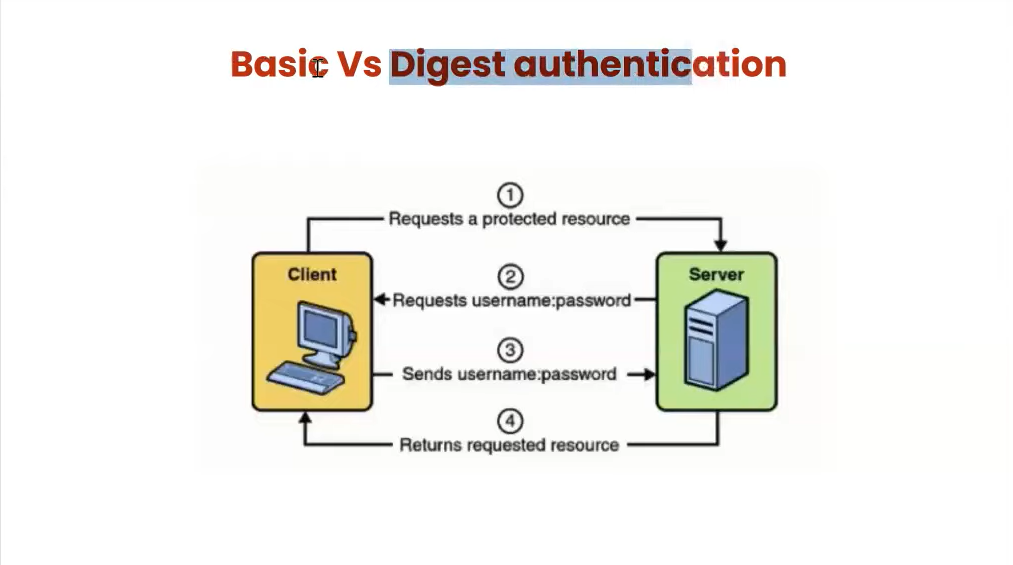 Basic Vs Digest authentication
1
Requests a protected resource
Client
Server
2
Requests username:password
3
Sends username:password
4
Returns requested resource